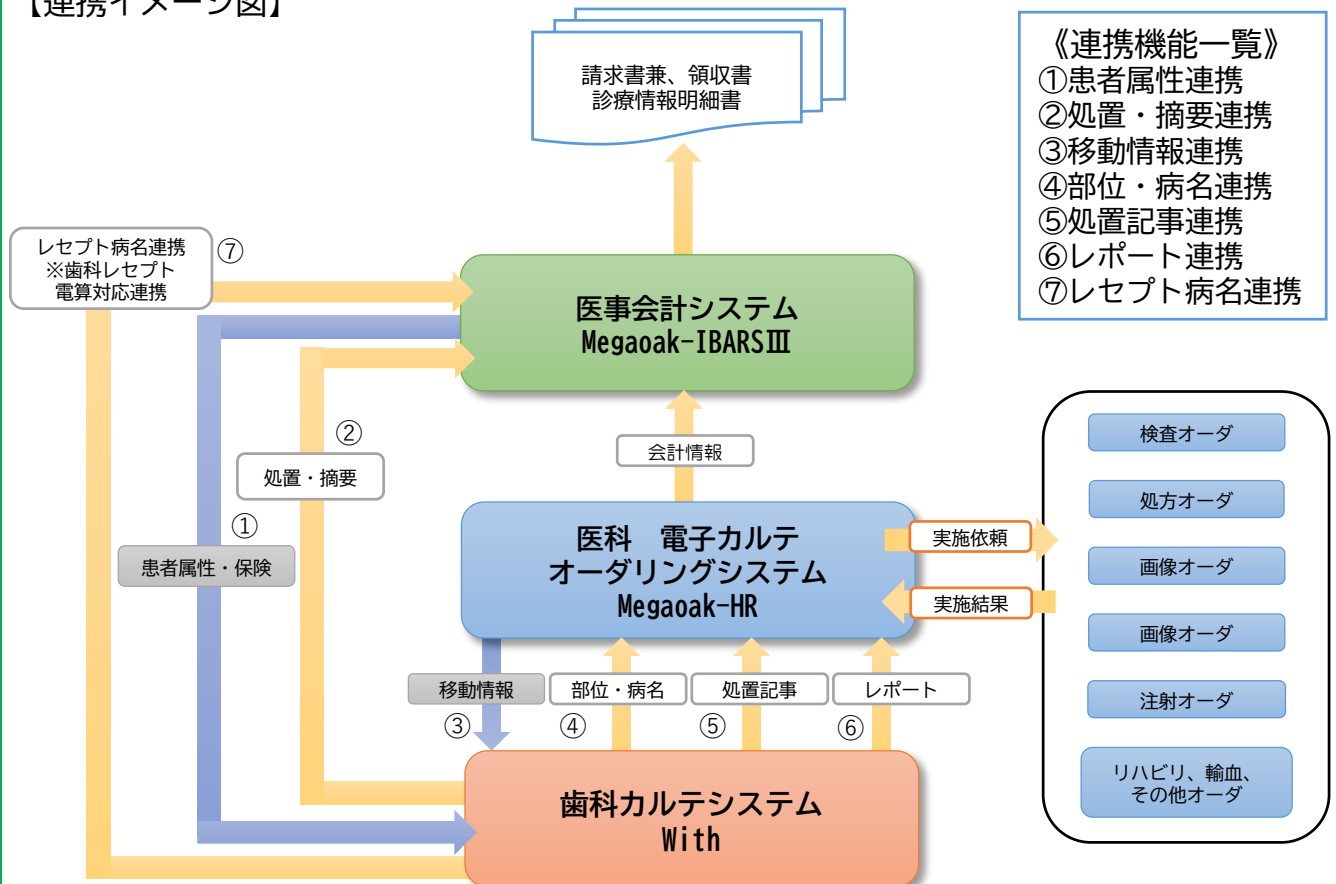 【連携イメージ図】
請求書兼、領収書
診療情報明細書
《連携機能一覧》
①患者属性連携
②処置・摘要連携
③移動情報連携
④部位・病名連携
⑤処置記事連携
⑥レポート連携
⑦レセプト病名連携
レセプト病名連携
※歯科レセプト
電算対応連携
⑦
医事会計システム
Megaoak-IBARSⅢ
②
処置・摘要
会計情報
①
患者属性・保険
医科　電子カルテ
オーダリングシステム
Megaoak-HR
実施依頼
実施結果
検査オーダ
処方オーダ
画像オーダ
画像オーダ
注射オーダ
リハビリ、輸血、
その他オーダ
移動情報
部位・病名
処置記事
レポート
③
④
⑤
⑥
歯科カルテシステム
With